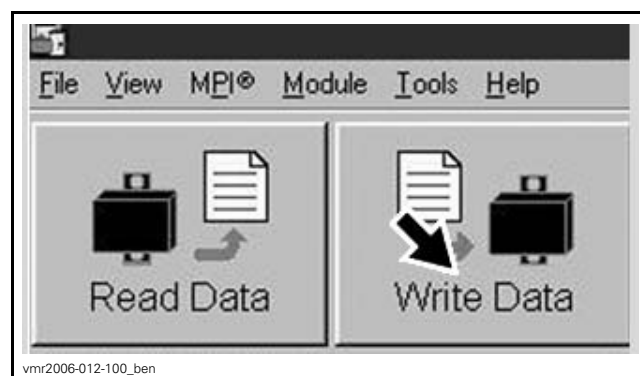 File View MPI® Module Tools Help
Read Data Write Data
vmr2006-012-100_ben